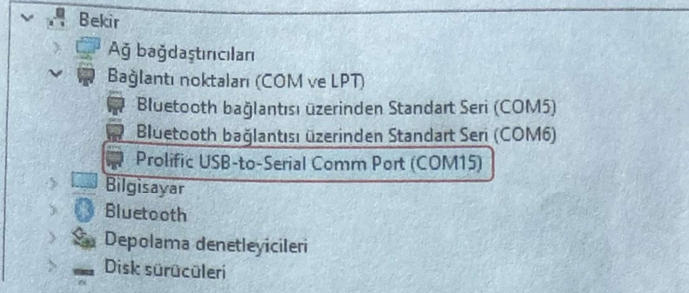 Bekir
Ağ bağdaştırıcıları
Bağlantı noktaları (COM ve LPT)
Bluetooth bağlantısı üzerinden Standart Seri (COM5)
Bluetooth bağlantısı üzerinden Standart Seri (COM6)
Prolific USB-to-Serial Comm Port (COM15)
Bilgisayar
Bluetooth
Depolama denetleyicileri
Disk sürücüleri